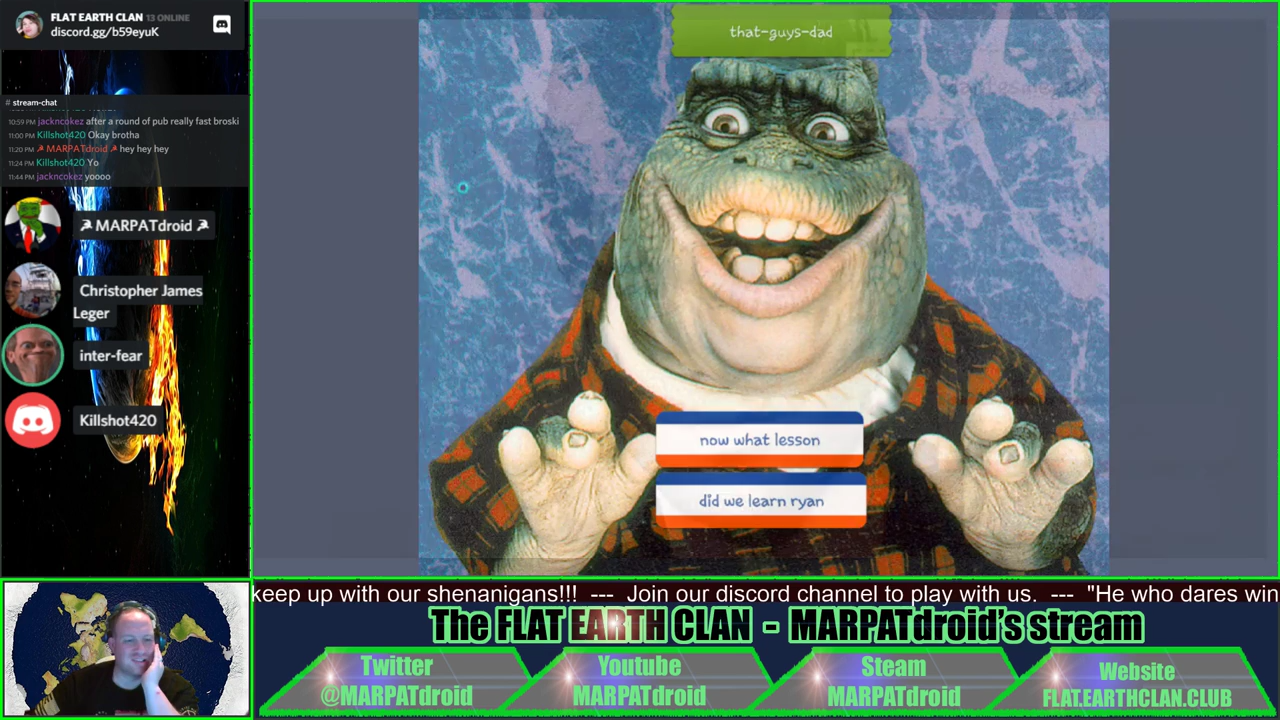 FLAT EARTH CLAN 13 ONLINE
discord.gg/b59eyuK
# stream-chat
10:59 PM jackncokez after a round of pub really fast broski
11:00 PM Killshot420 Okay brotha
11:20 PM ☭ MARPATdroid ☭ hey hey hey
11:24 PM Killshot420 Yo
11:44 PM jackncokez yoooo
☭ MARPATdroid ☭
Christopher James
Leger
inter-fear
Killshot420
that-guys-dad
now what lesson
did we learn ryan
keep up with our shenanigans!!! --- Join our discord channel to play with us. --- "He who dares win
The FLAT EARTH CLAN - MARPATdroid's stream
Twitter
@MARPATdroid
Youtube
MARPATdroid
Steam
MARPATdroid
Website
FLAT.EARTHCLAN.CLUB